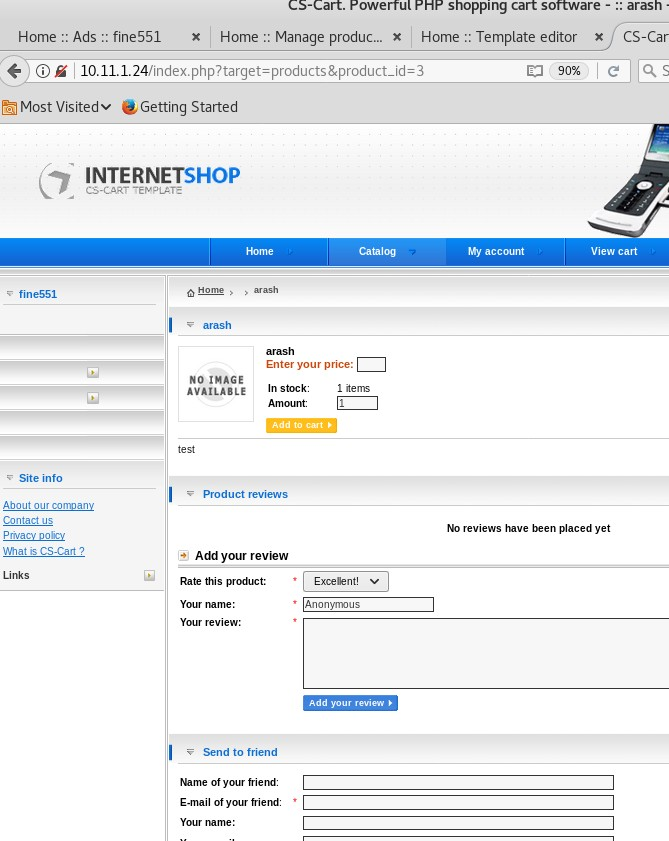 CS-Cart. Powerful PHP shopping cart software - :: arash -
Home :: Ads :: fine551
Home :: Manage produc...
Home :: Template editor
CS-Car
10.11.1.24/index.php?target=products&product_id=3
90%
S
Most Visited
Getting Started
INTERNETSHOP
CS-CART TEMPLATE
Home
Catalog
My account
View cart
fine551
Home
arash
arash
NO IMAGE
AVAILABLE
arash
Enter your price:
In stock: 1 items
Amount: 1
Add to cart
test
Site info
About our company
Contact us
Privacy policy
What is CS-Cart ?
Links
Product reviews
No reviews have been placed yet
Add your review
Rate this product: * Excellent!
Your name: * Anonymous
Your review: *
Add your review
Send to friend
Name of your friend:
E-mail of your friend: *
Your name: